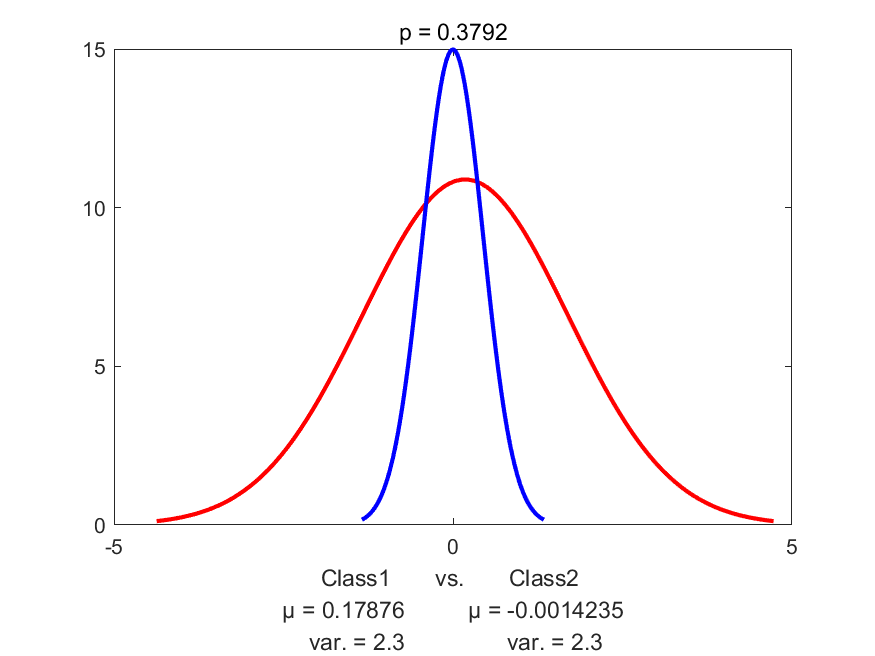 p = 0.3792
15
10
5
0
-5 0 5
Class1 vs. Class2
μ = 0.17876 μ = -0.0014235
var. = 2.3 var. = 2.3